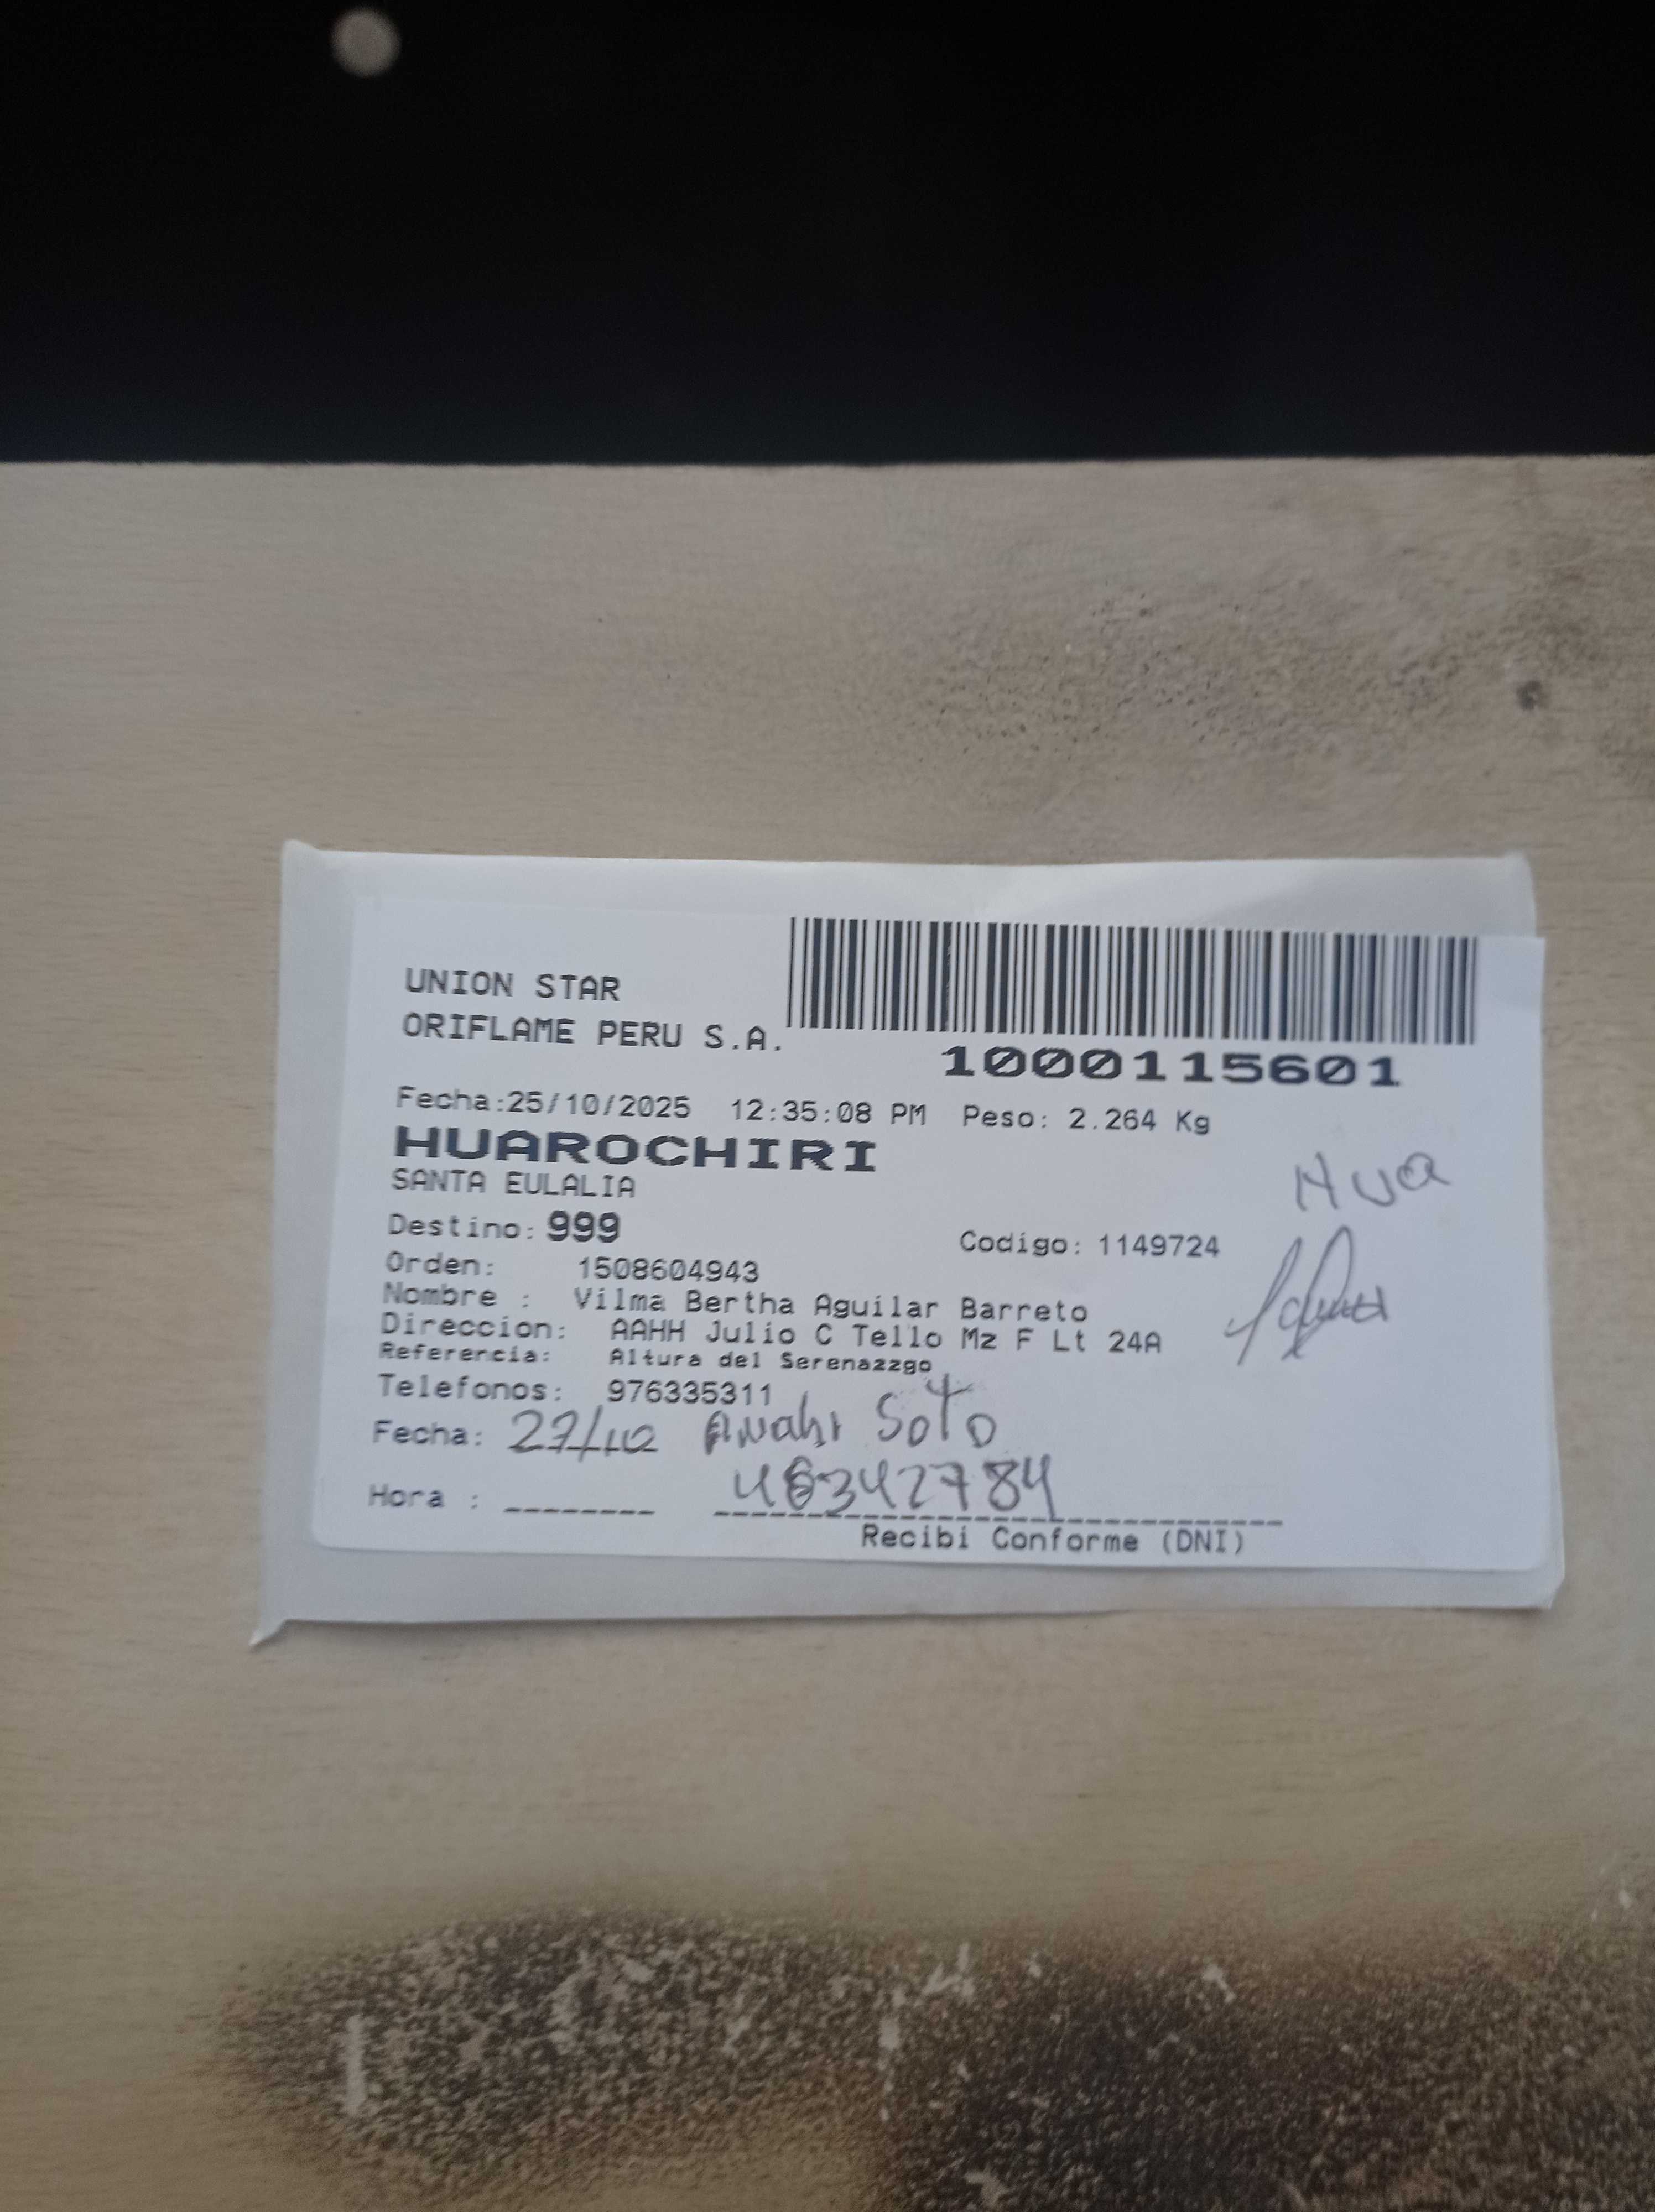 UNION STAR
ORIFLAME PERU S.A.
1000115601
Fecha:25/10/2025 12:35:08 PM Peso: 2.264 Kg
HUAROCHIRI
SANTA EULALIA
Destino: 999 Codigo: 1149724
Orden: 1508604943
Nombre : Vilma Bertha Aguilar Barreto
Direccion: AAHH Julio C Tello Mz F Lt 24A
Referencia: Altura del Serenazzgo
Telefonos: 976335311
Fecha: 27/10 Anahi Soto
Hora : 46342784
Recibi Conforme (DNI)
Hua